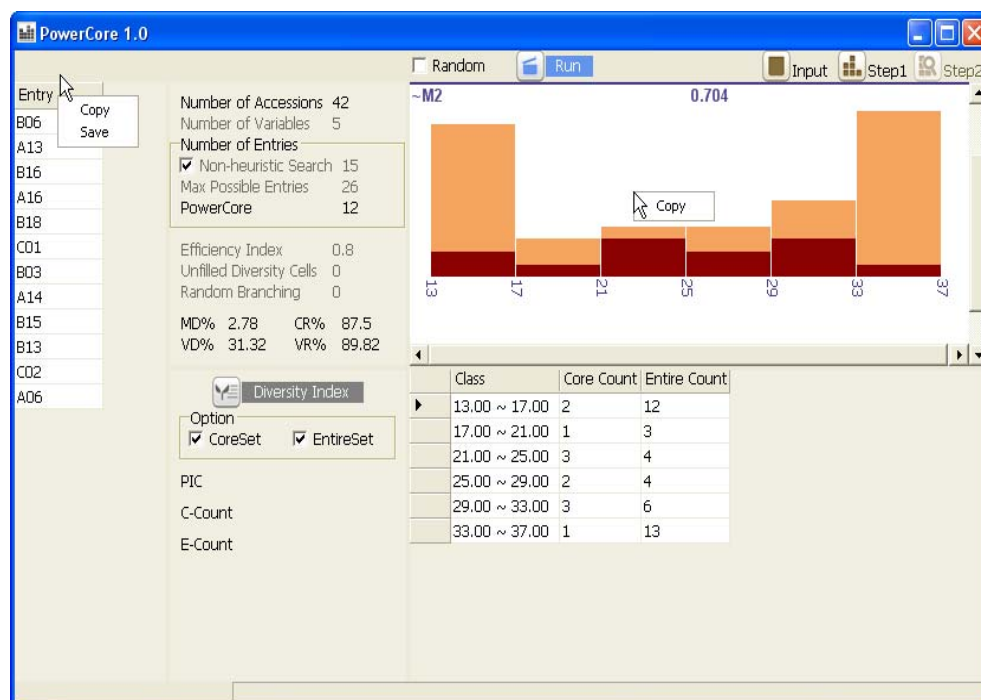 PowerCore 1.0
Random Run Input Step1 Step2
Entry
Copy
Save
B06
A13
B16
A16
B18
C01
B03
A14
B15
B13
C02
A06
Number of Accessions 42
Number of Variables 5
Number of Entries
Non-heuristic Search 15
Max Possible Entries 26
PowerCore 12
Efficiency Index 0.8
Unfilled Diversity Cells 0
Random Branching 0
MD% 2.78 CR% 87.5
VD% 31.32 VR% 89.82
Diversity Index
Option
CoreSet EntireSet
PIC
C-Count
E-Count
~M2 0.704
Copy
13 17 21 25 29 33 37
Class Core Count Entire Count
13.00 ~ 17.00 2 12
17.00 ~ 21.00 1 3
21.00 ~ 25.00 3 4
25.00 ~ 29.00 2 4
29.00 ~ 33.00 3 6
33.00 ~ 37.00 1 13